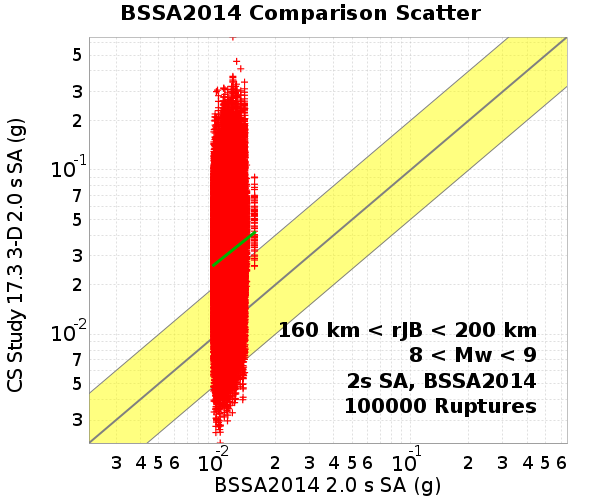 BSSA2014 Comparison Scatter
CS Study 17.3 3-D 2.0 s SA (g)
5
3
2
10-1
7
5
3
2
10-2
7
5
3
160 km < rJB < 200 km
8 < Mw < 9
2s SA, BSSA2014
100000 Ruptures
3 4 5 6 10-2 2 3 4 5 6 10-1 2 3 4 5 6
BSSA2014 2.0 s SA (g)